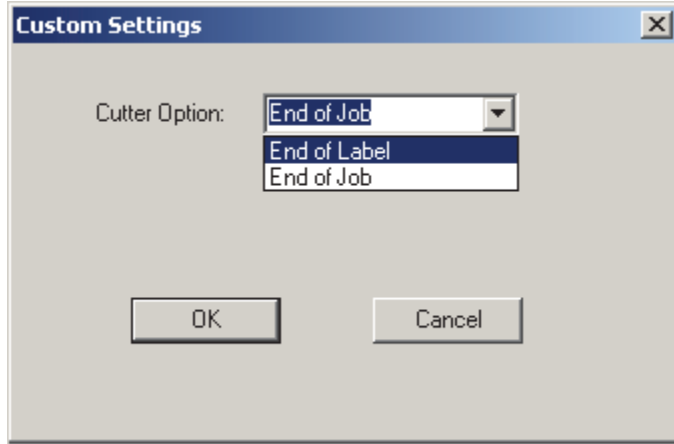 Custom Settings
Cutter Option: End of Job
End of Label
End of Job
OK Cancel